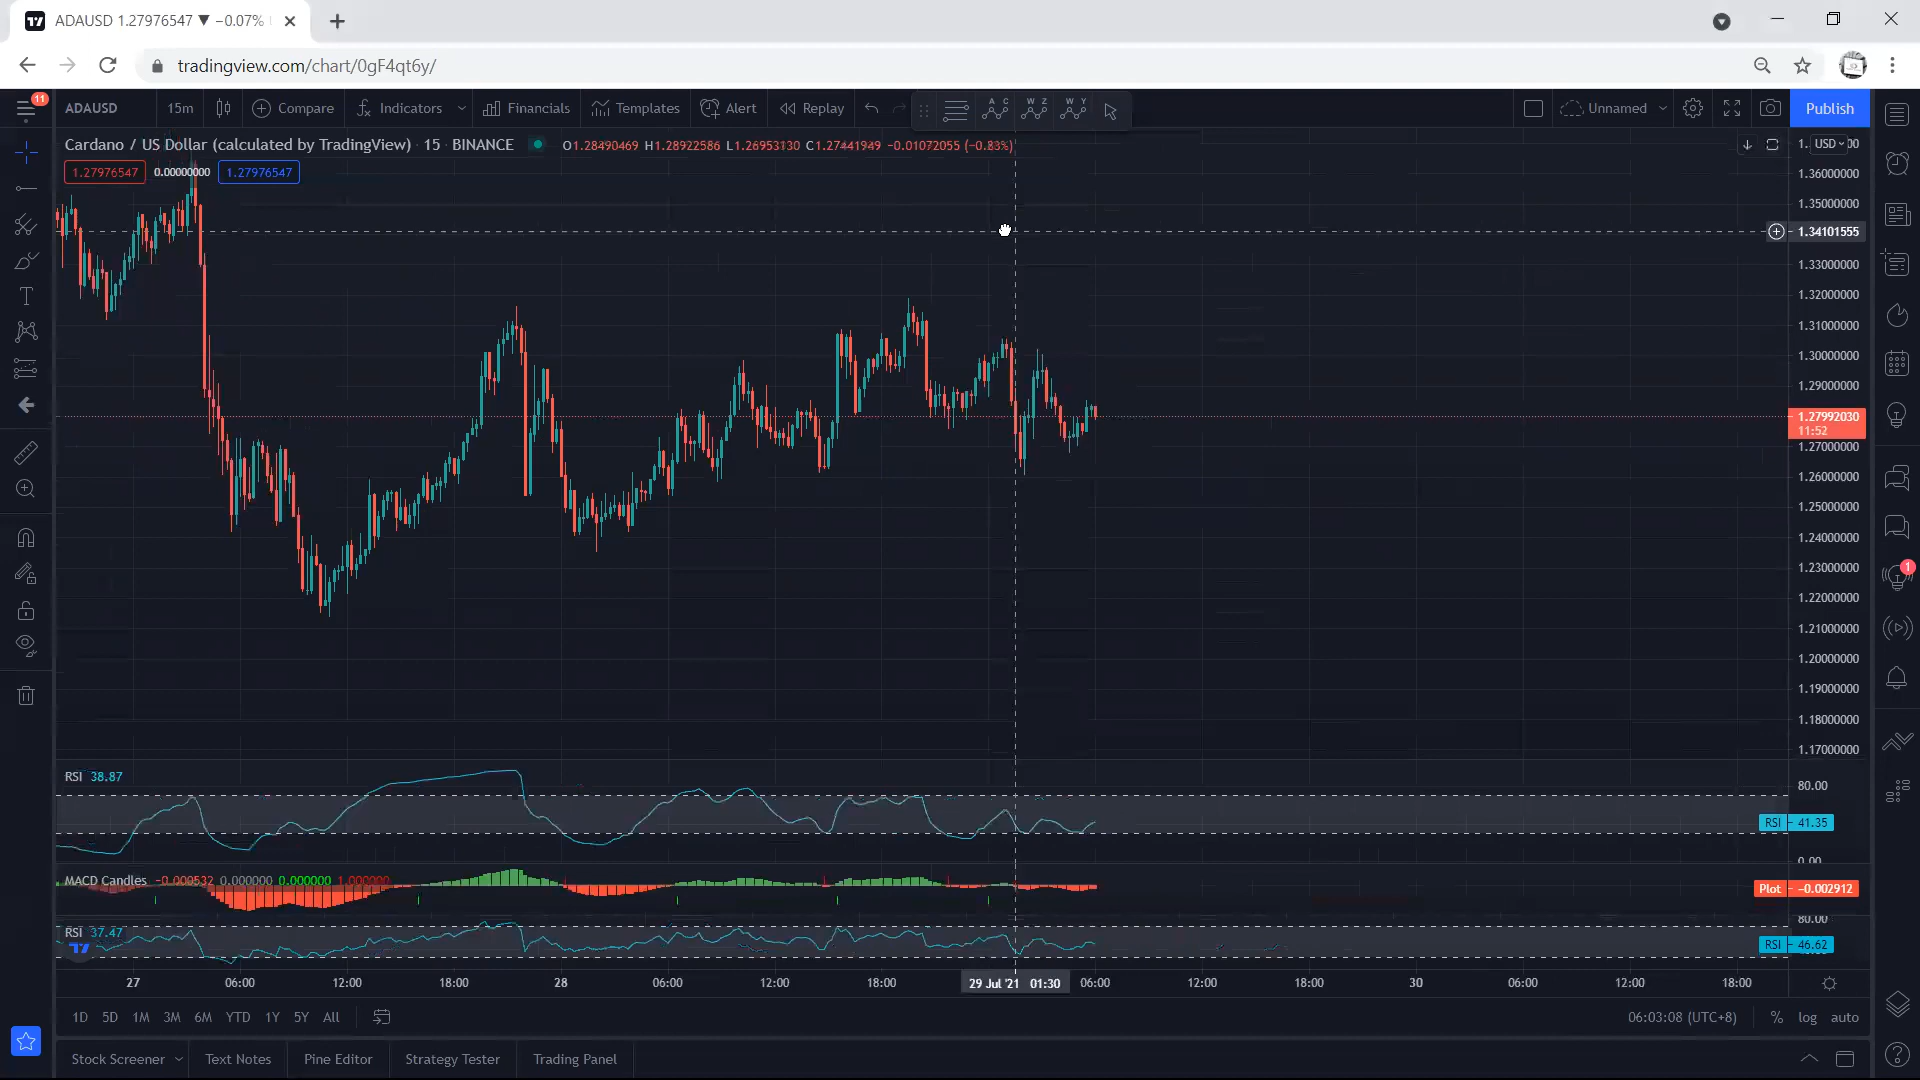 ADAUSD 1.27976547 ▼ −0.07%
tradingview.com/chart/0gF4qt6y/
11
ADAUSD 15m Compare Indicators Financials Templates Alert Replay A C W Z W Y Unnamed Publish
Cardano / US Dollar (calculated by TradingView) · 15 · BINANCE O1.28490469 H1.28922586 L1.26953130 C1.27441949 −0.01072055 (−0.83%)
USD
1.27976547 0.00000000 1.27976547
1.36000000
1.35000000
1.34101555
1.33000000
1.32000000
1.31000000
1.30000000
1.29000000
1.27992030
11:52
1.27000000
1.26000000
1.25000000
1.24000000
1.23000000
1
1.22000000
1.21000000
1.20000000
1.19000000
1.18000000
1.17000000
RSI 38.87
80.00
RSI 41.35
0.00
MACD Candles −0.000532 0.000000 0.000000 1.000000
Plot −0.002912
80.00
RSI 37.47
RSI 46.62
27 06:00 12:00 18:00 28 06:00 12:00 18:00 29 Jul '21 01:30 06:00 12:00 18:00 30 06:00 12:00 18:00
1D 5D 1M 3M 6M YTD 1Y 5Y All 06:03:08 (UTC+8) % log auto
Stock Screener Text Notes Pine Editor Strategy Tester Trading Panel